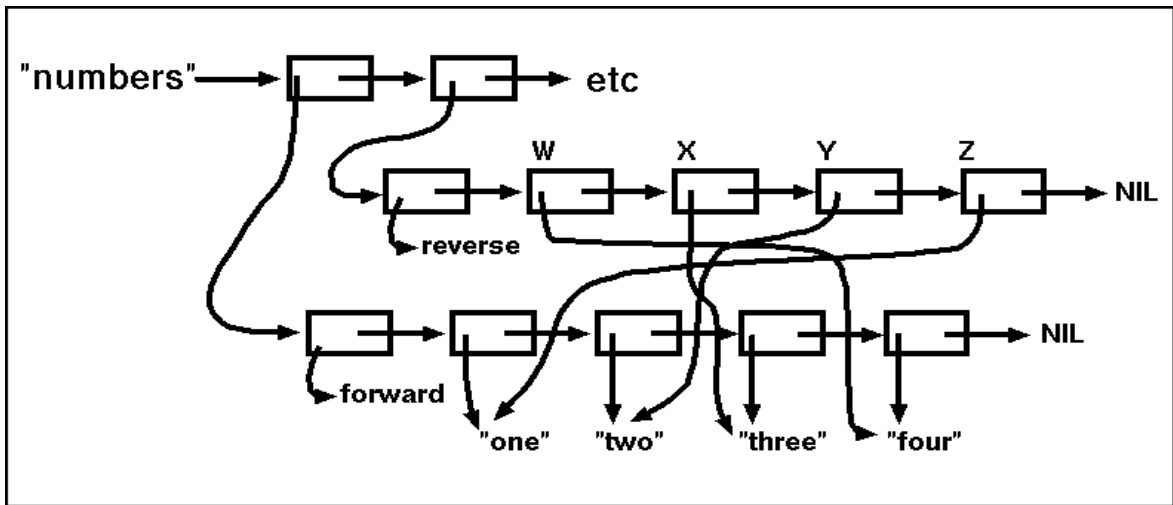 "numbers" etc
W X Y Z
NIL
reverse
NIL
forward
"one" "two" "three" "four"